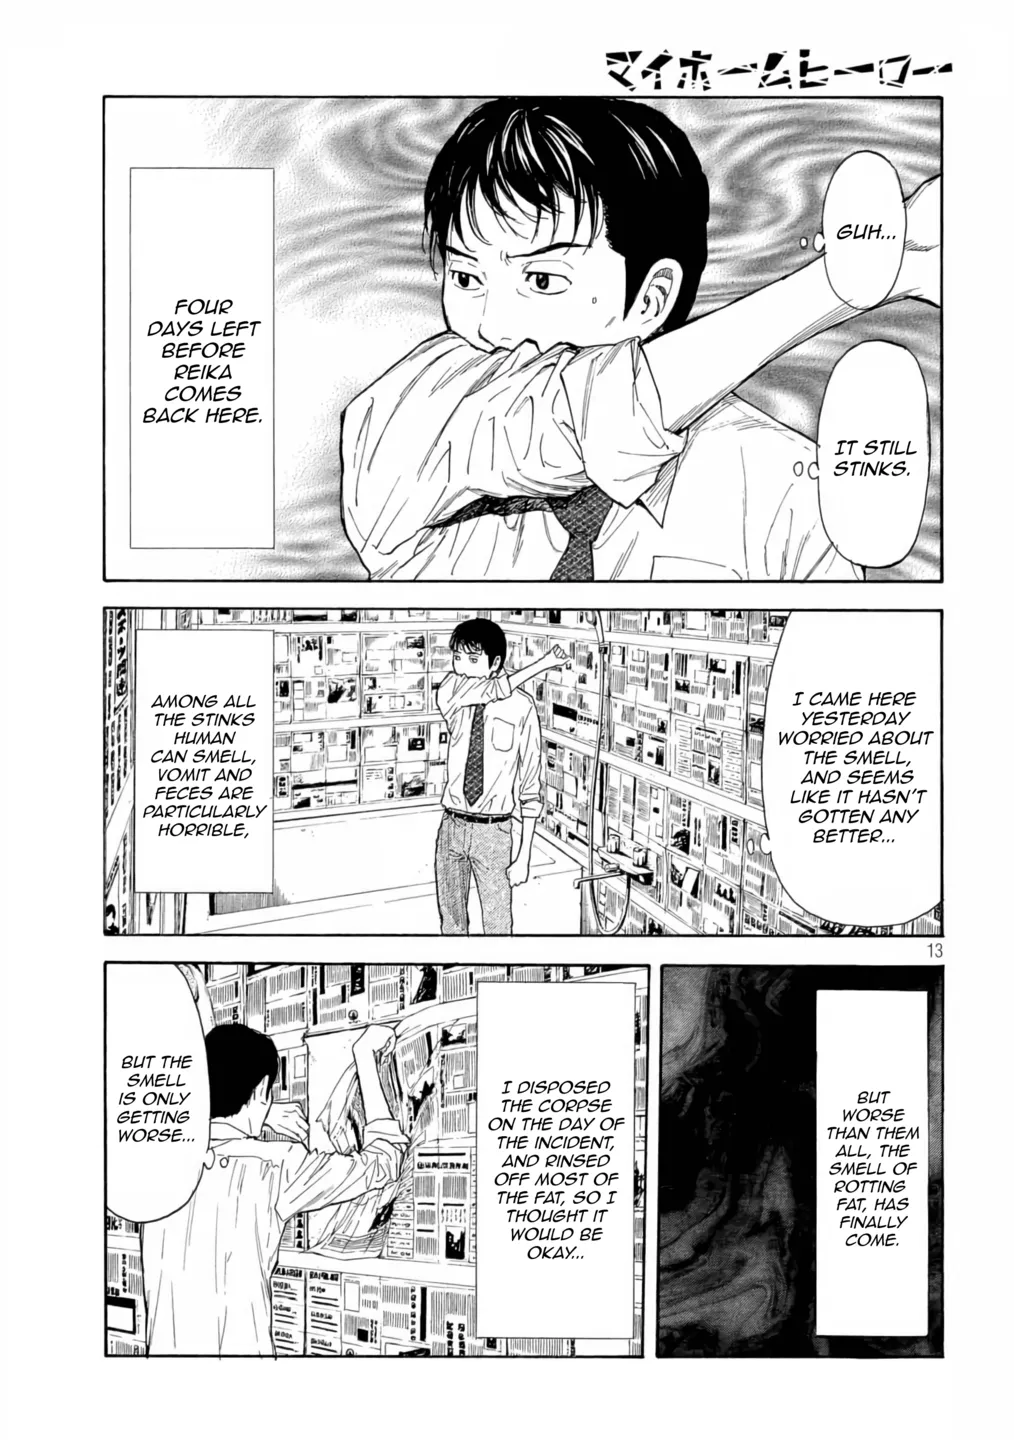 マイホームヒーロー
GUH...
IT STILL
STINKS.
FOUR
DAYS LEFT
BEFORE
REIKA
COMES
BACK HERE.
I CAME HERE
YESTERDAY
WORRIED ABOUT
THE SMELL,
AND SEEMS
LIKE IT HASN'T
GOTTEN ANY
BETTER...
AMONG ALL
THE STINKS
HUMAN
CAN SMELL,
VOMIT AND
FECES ARE
PARTICULARLY
HORRIBLE,
13
BUT
WORSE
THAN THEM
ALL, THE
SMELL OF
ROTTING
FAT, HAS
FINALLY
COME.
I DISPOSED
THE CORPSE
ON THE DAY OF
THE INCIDENT,
AND RINSED
OFF MOST OF
THE FAT, SO I
THOUGHT IT
WOULD BE
OKAY...
BUT THE
SMELL
IS ONLY
GETTING
WORSE...